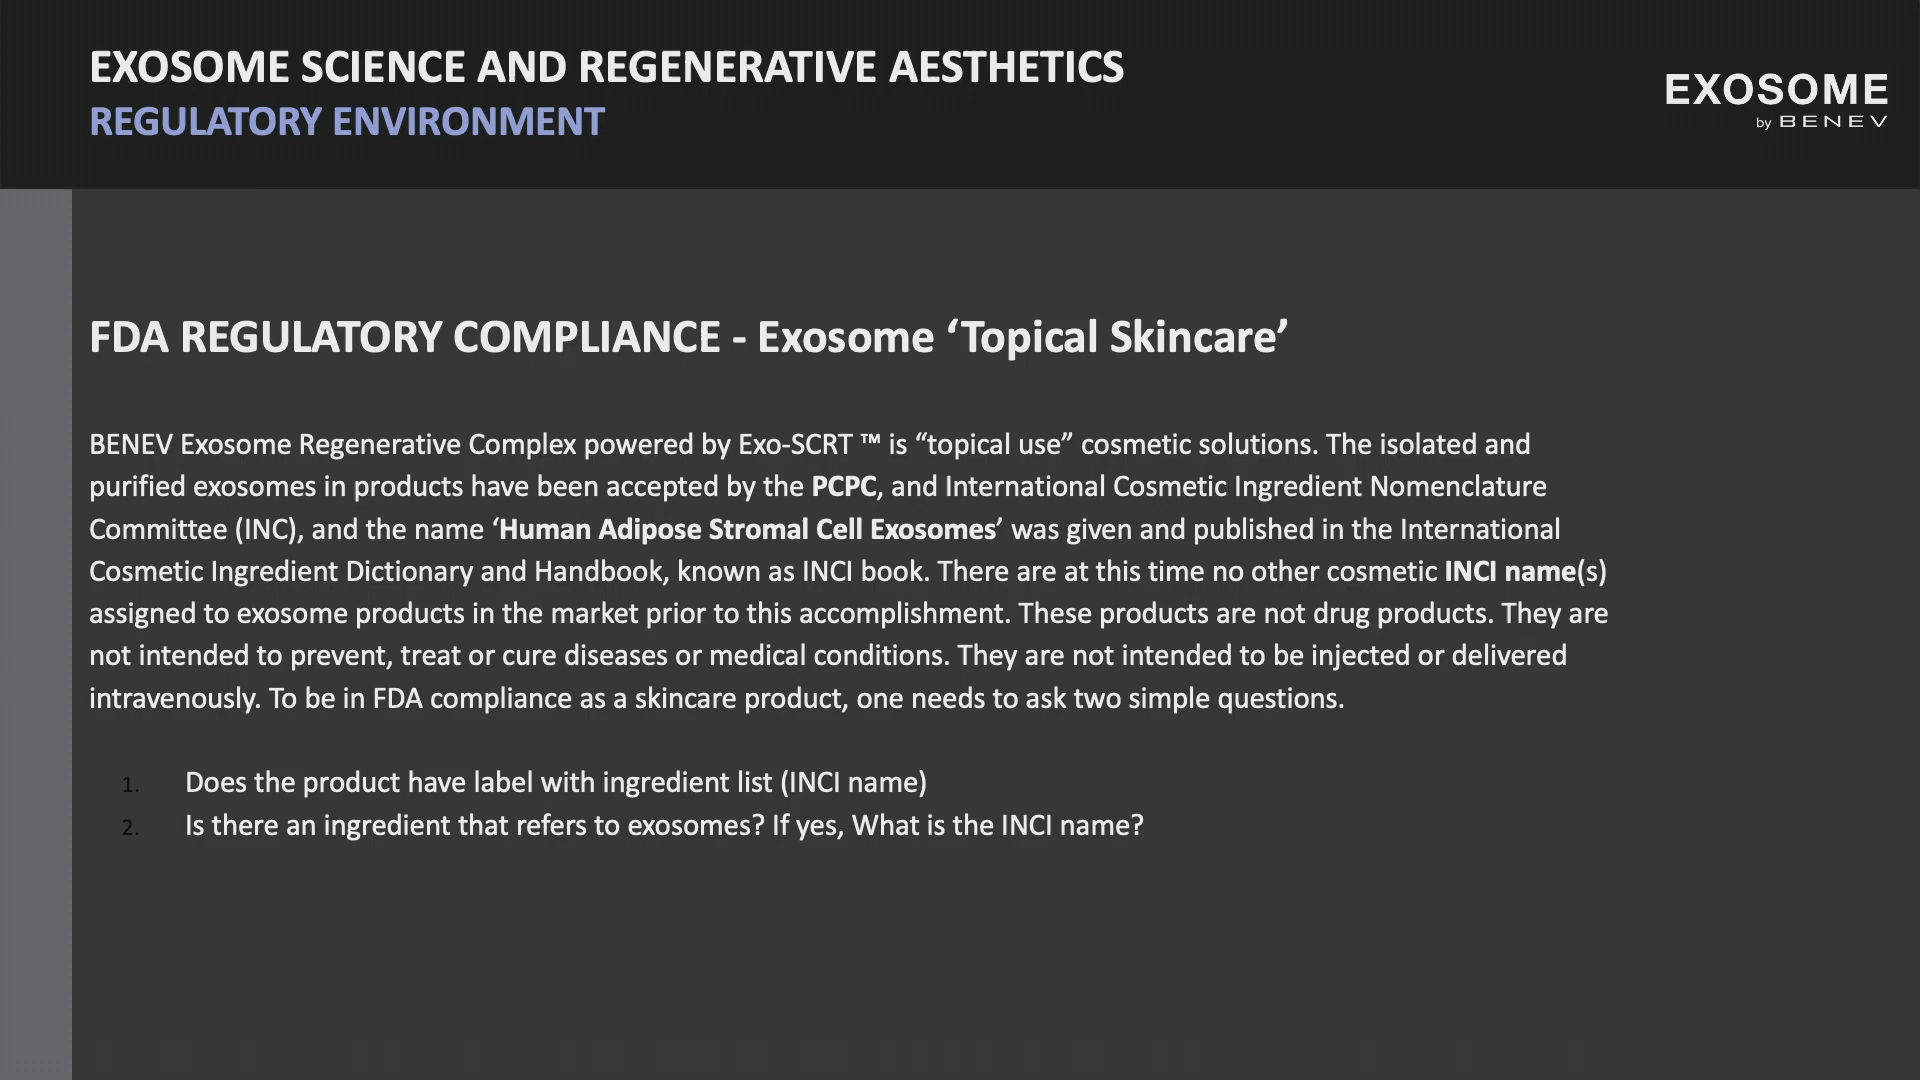 EXOSOME SCIENCE AND REGENERATIVE AESTHETICS
REGULATORY ENVIRONMENT
EXOSOME
by BENEV
FDA REGULATORY COMPLIANCE - Exosome ‘Topical Skincare’
BENEV Exosome Regenerative Complex powered by Exo-SCRT ™ is “topical use” cosmetic solutions. The isolated and
purified exosomes in products have been accepted by the PCPC, and International Cosmetic Ingredient Nomenclature
Committee (INC), and the name ‘Human Adipose Stromal Cell Exosomes’ was given and published in the International
Cosmetic Ingredient Dictionary and Handbook, known as INCI book. There are at this time no other cosmetic INCI name(s)
assigned to exosome products in the market prior to this accomplishment. These products are not drug products. They are
not intended to prevent, treat or cure diseases or medical conditions. They are not intended to be injected or delivered
intravenously. To be in FDA compliance as a skincare product, one needs to ask two simple questions.
1. Does the product have label with ingredient list (INCI name)
2. Is there an ingredient that refers to exosomes? If yes, What is the INCI name?